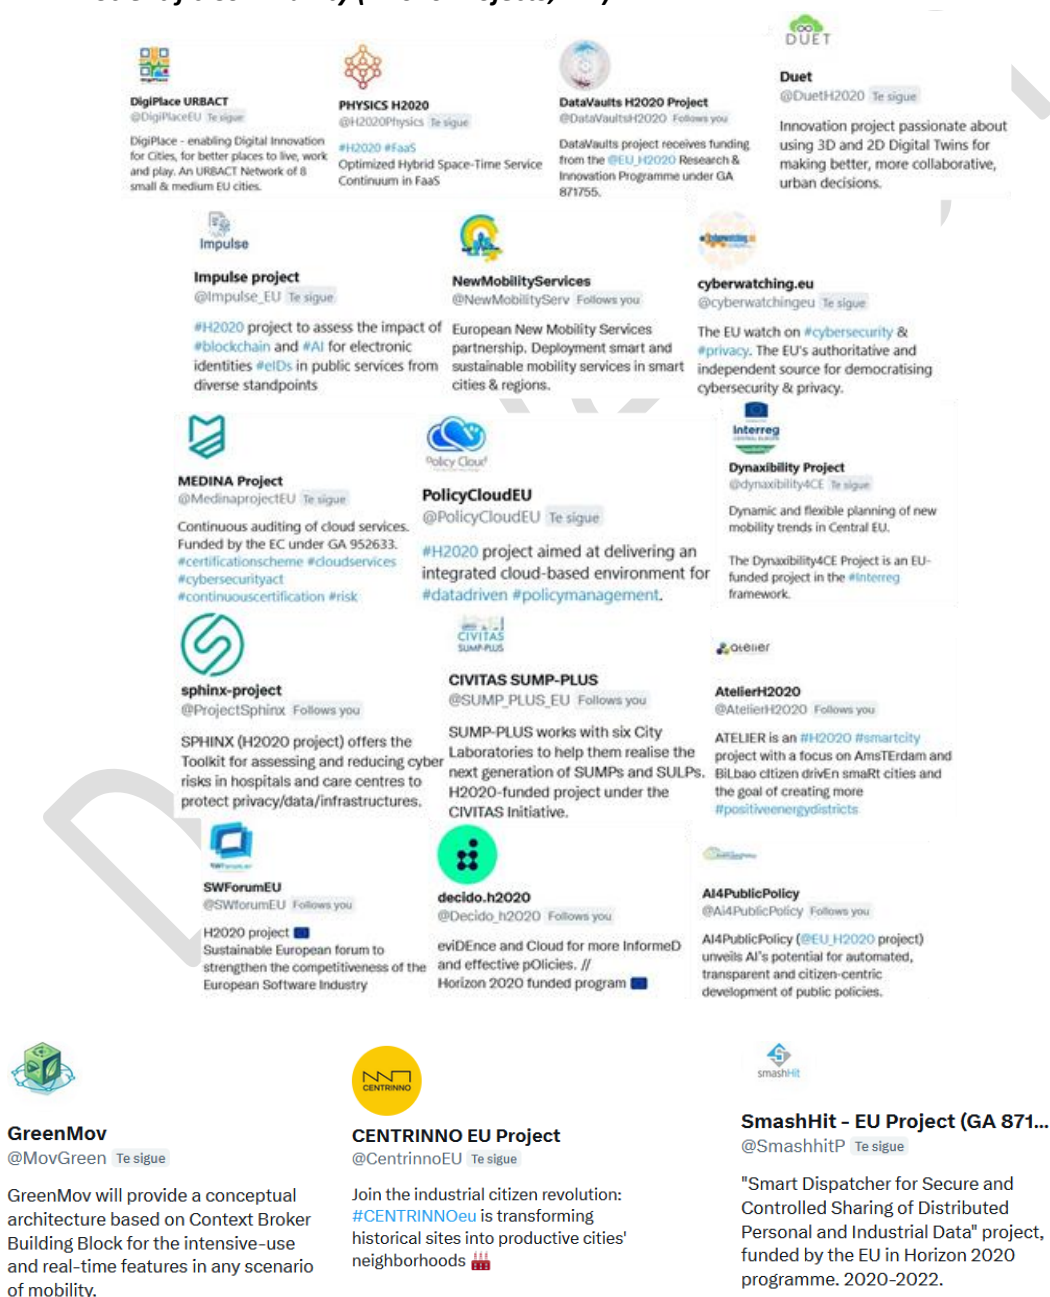 DUET
DigiPlace
DigiPlace URBACT
@DigiPlaceEU Te sigue
DigiPlace - enabling Digital Innovation
for Cities, for better places to live, work
and play. An URBACT Network of 8
small & medium EU cities.
PHYSICS H2020
@H2020Physics Te sigue
#H2020 #FaaS
Optimized Hybrid Space-Time Service
Continuum in FaaS
DataVaults H2020 Project
@DataVaultsH2020 Follows you
DataVaults project receives funding
from the @EU_H2020 Research &
Innovation Programme under GA
871755.
Duet
@DuetH2020 Te sigue
Innovation project passionate about
using 3D and 2D Digital Twins for
making better, more collaborative,
urban decisions.
Impulse
Impulse project
@Impulse_EU Te sigue
#H2020 project to assess the impact of
#blockchain and #AI for electronic
identities #eIDs in public services from
diverse standpoints
NewMobilityServices
@NewMobilityServ Follows you
European New Mobility Services
partnership. Deployment smart and
sustainable mobility services in smart
cities & regions.
cyberwatching
cyberwatching.eu
@cyberwatchingeu Te sigue
The EU watch on #cybersecurity &
#privacy. The EU's authoritative and
independent source for democratising
cybersecurity & privacy.
MEDINA Project
@MedinaprojectEU Te sigue
Continuous auditing of cloud services.
Funded by the EC under GA 952633.
#certificationscheme #cloudservices
#cybersecurityact
#continuouscertification #risk
Policy Cloud
PolicyCloudEU
@PolicyCloudEU Te sigue
#H2020 project aimed at delivering an
integrated cloud-based environment for
#datadriven #policymanagement.
Interreg
CENTRAL EUROPE
Dynaxibility Project
@dynaxibility4CE Te sigue
Dynamic and flexible planning of new
mobility trends in Central EU.
The Dynaxibility4CE Project is an EU-
funded project in the #Interreg
framework.
sphinx-project
@ProjectSphinx Follows you
SPHINX (H2020 project) offers the
Toolkit for assessing and reducing cyber
risks in hospitals and care centres to
protect privacy/data/infrastructures.
CIVITAS
SUMP-PLUS
CIVITAS SUMP-PLUS
@SUMP_PLUS_EU Follows you
SUMP-PLUS works with six City
Laboratories to help them realise the
next generation of SUMPs and SULPs.
H2020-funded project under the
CIVITAS Initiative.
atelier
AtelierH2020
@AtelierH2020 Follows you
ATELIER is an #H2020 #smartcity
project with a focus on AmsTErdam and
BiLbao cItizen drivEn smaRt cities and
the goal of creating more
#positiveenergydistricts
SWForum.eu
SWForumEU
@SWforumEU Follows you
H2020 project
Sustainable European forum to
strengthen the competitiveness of the
European Software Industry
decido.h2020
@Decido_h2020 Follows you
eviDEnce and Cloud for more InformeD
and effective pOlicies. //
Horizon 2020 funded program
AI4PublicPolicy
@Ai4PublicPolicy Follows you
AI4PublicPolicy (@EU_H2020 project)
unveils AI's potential for automated,
transparent and citizen-centric
development of public policies.
GreenMov
@MovGreen Te sigue
GreenMov will provide a conceptual
architecture based on Context Broker
Building Block for the intensive-use
and real-time features in any scenario
of mobility.
CENTRINNO
CENTRINNO EU Project
@CentrinnoEU Te sigue
Join the industrial citizen revolution:
#CENTRINNOeu is transforming
historical sites into productive cities'
neighborhoods
smashHit
SmashHit - EU Project (GA 871...
@SmashhitP Te sigue
"Smart Dispatcher for Secure and
Controlled Sharing of Distributed
Personal and Industrial Data" project,
funded by the EU in Horizon 2020
programme. 2020-2022.